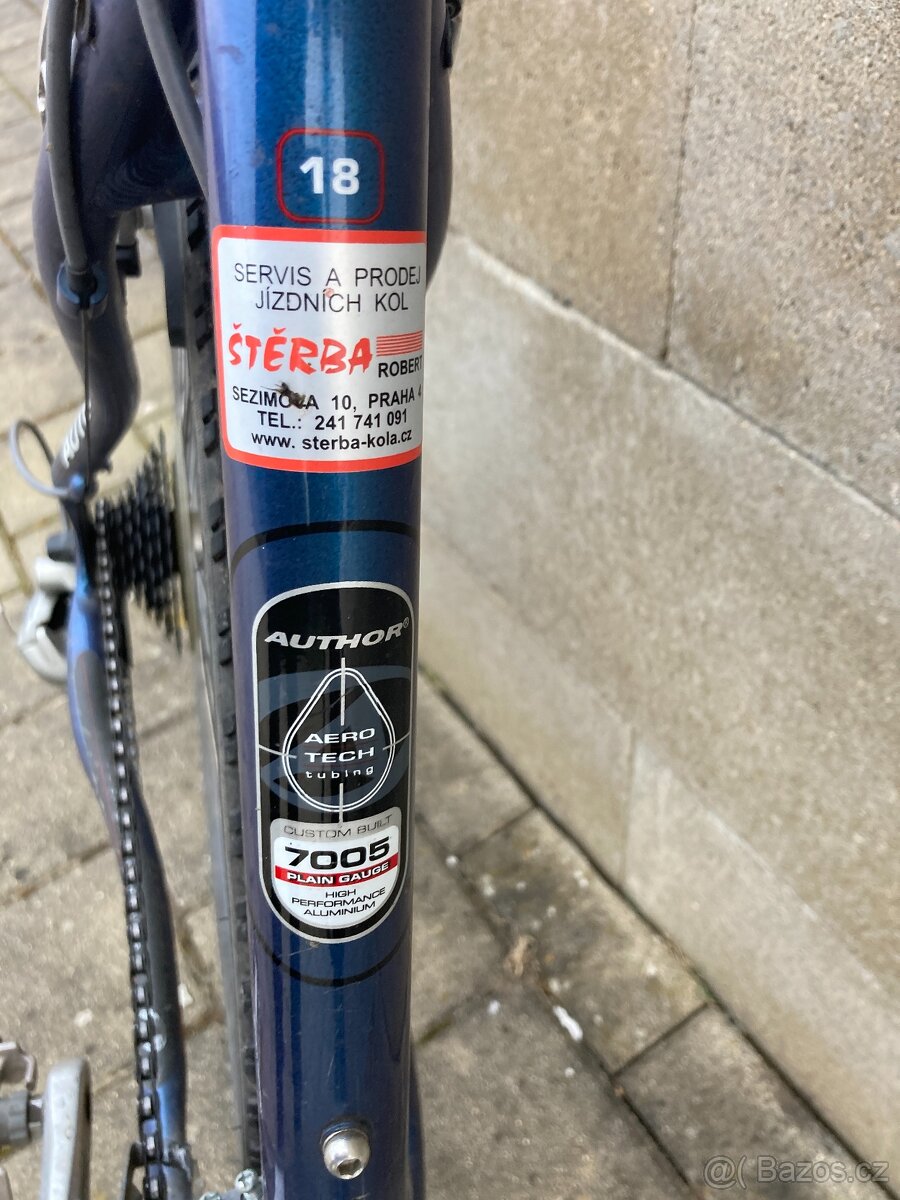 18
SERVIS A PRODEJ
JÍZDNÍCH KOL
ŠTĚRBA
ROBERT
SEZIMOVA 10, PRAHA 4
TEL.: 241 741 091
www. sterba-kola.cz
AUTHOR®
AERO
TECH
tubing
CUSTOM BUILT
7005
PLAIN GAUGE
HIGH
PERFORMANCE
ALUMINIUM
@( Bazos.cz